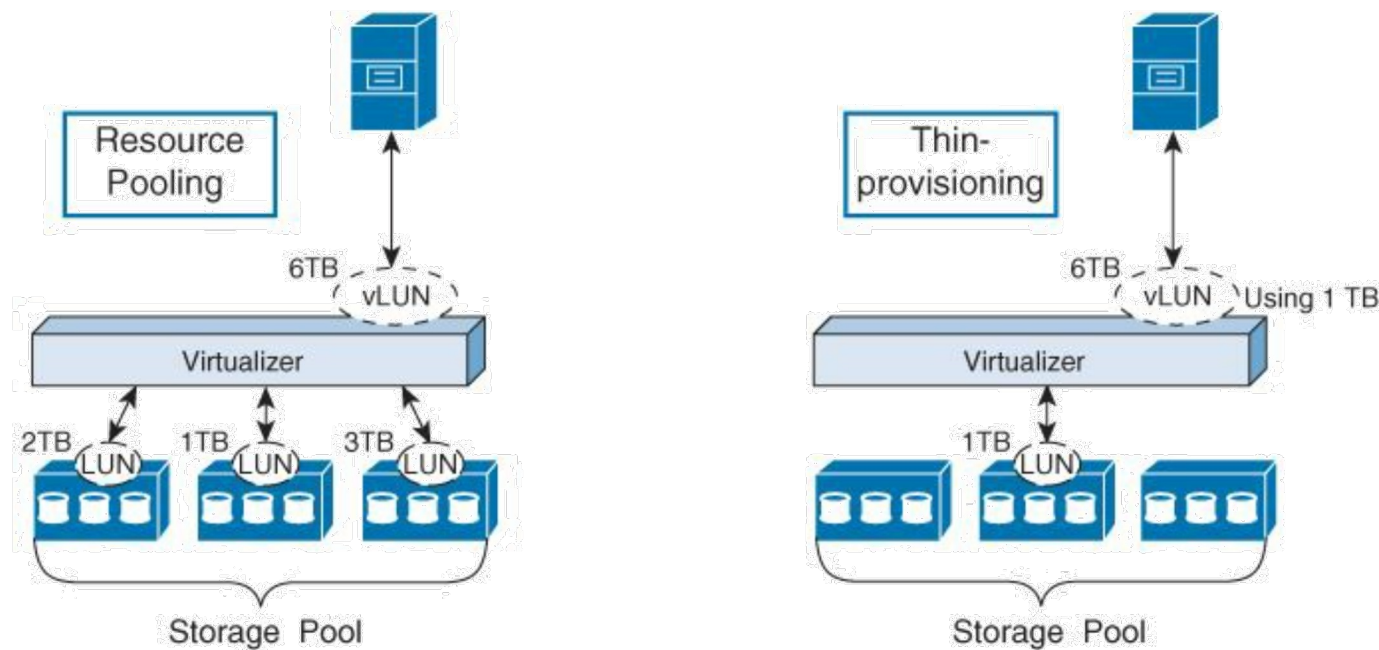 Resource
Pooling
6TB
vLUN
Virtualizer
2TB
LUN
1TB
LUN
3TB
LUN
Storage Pool
Thin-
provisioning
6TB
vLUN
Using 1 TB
Virtualizer
1TB
LUN
Storage Pool